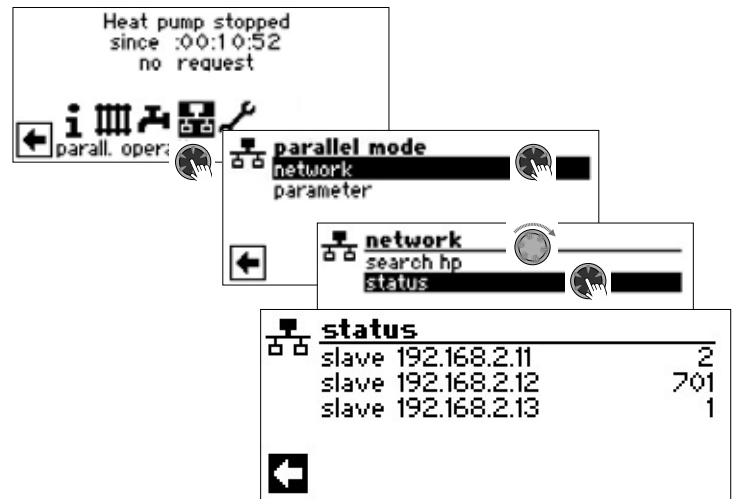 Heat pump stopped
since :00:10:52
no request
parall. opera
parallel mode
network
parameter
network
search hp
status
status
slave 192.168.2.11 2
slave 192.168.2.12 701
slave 192.168.2.13 1